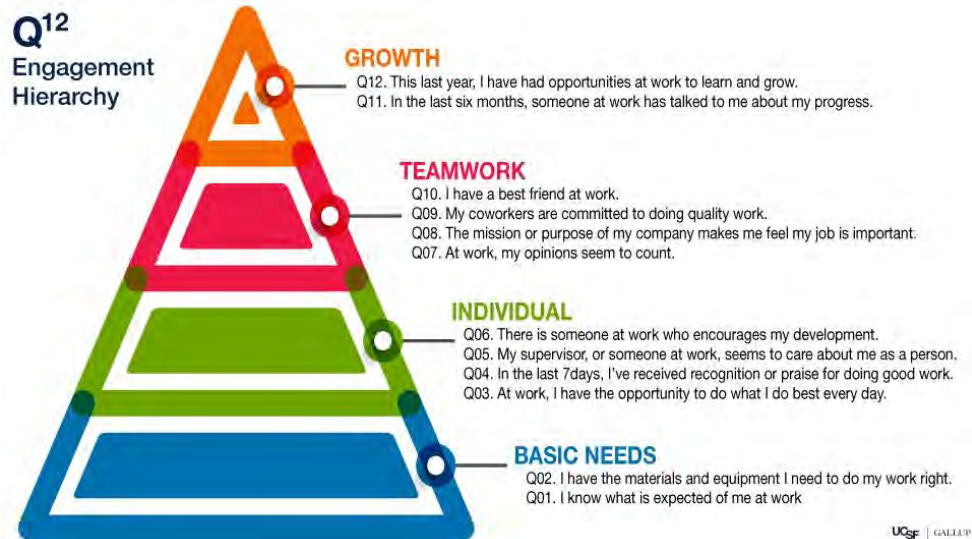 Q12
Engagement
Hierarchy
GROWTH
Q12. This last year, I have had opportunities at work to learn and grow.
Q11. In the last six months, someone at work has talked to me about my progress.
TEAMWORK
Q10. I have a best friend at work.
Q09. My coworkers are committed to doing quality work.
Q08. The mission or purpose of my company makes me feel my job is important.
Q07. At work, my opinions seem to count.
INDIVIDUAL
Q06. There is someone at work who encourages my development.
Q05. My supervisor, or someone at work, seems to care about me as a person.
Q04. In the last 7days, I've received recognition or praise for doing good work.
Q03. At work, I have the opportunity to do what I do best every day.
BASIC NEEDS
Q02. I have the materials and equipment I need to do my work right.
Q01. I know what is expected of me at work
UCSF | GALLUP